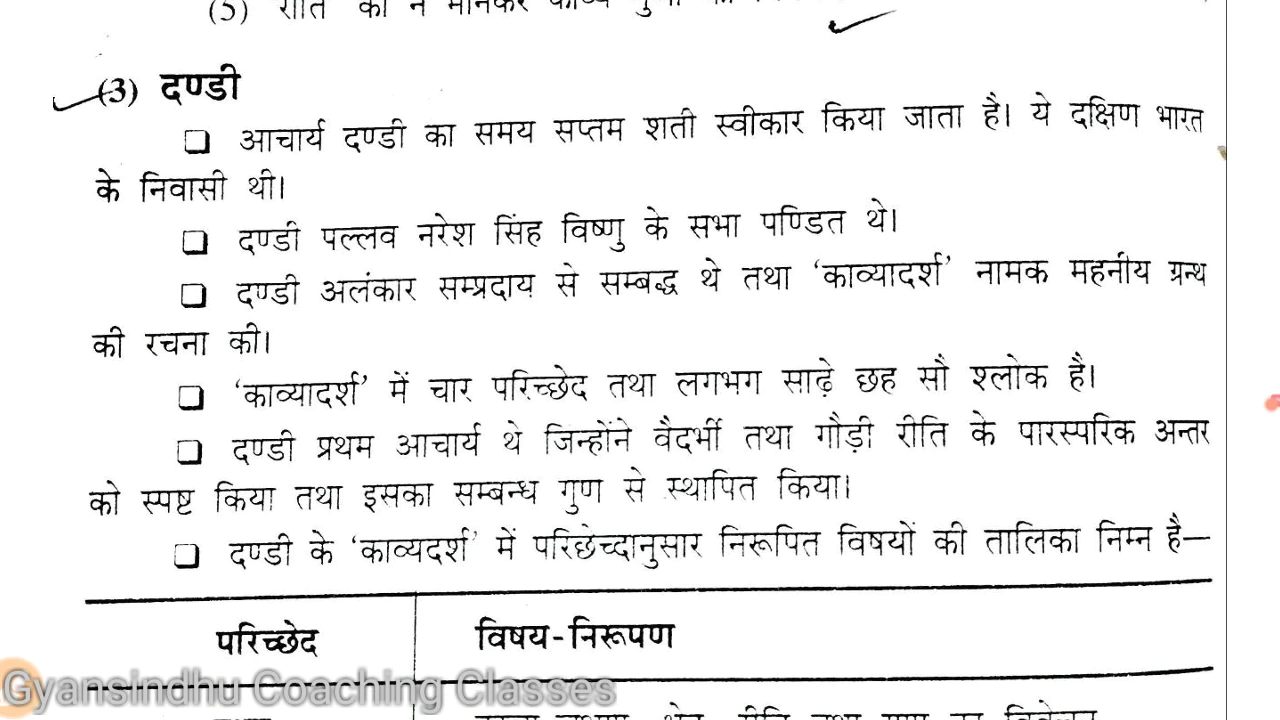 (5) रीति को न मानकर काव्य
(3) दण्डी
❑ आचार्य दण्डी का समय सप्तम शती स्वीकार किया जाता है। ये दक्षिण भारत
के निवासी थी।
❑ दण्डी पल्लव नरेश सिंह विष्णु के सभा पण्डित थे।
❑ दण्डी अलंकार सम्प्रदाय से सम्बद्ध थे तथा ‘काव्यादर्श’ नामक महनीय ग्रन्थ
की रचना की।
❑ ‘काव्यादर्श’ में चार परिच्छेद तथा लगभग साढ़े छह सौ श्लोक है।
❑ दण्डी प्रथम आचार्य थे जिन्होंने वैदर्भी तथा गौड़ी रीति के पारस्परिक अन्तर
को स्पष्ट किया तथा इसका सम्बन्ध गुण से स्थापित किया।
❑ दण्डी के ‘काव्यदर्श’ में परिछेच्दानुसार निरूपित विषयों की तालिका निम्न है—
परिच्छेद विषय-निरूपण
Gyansindhu Coaching Classes